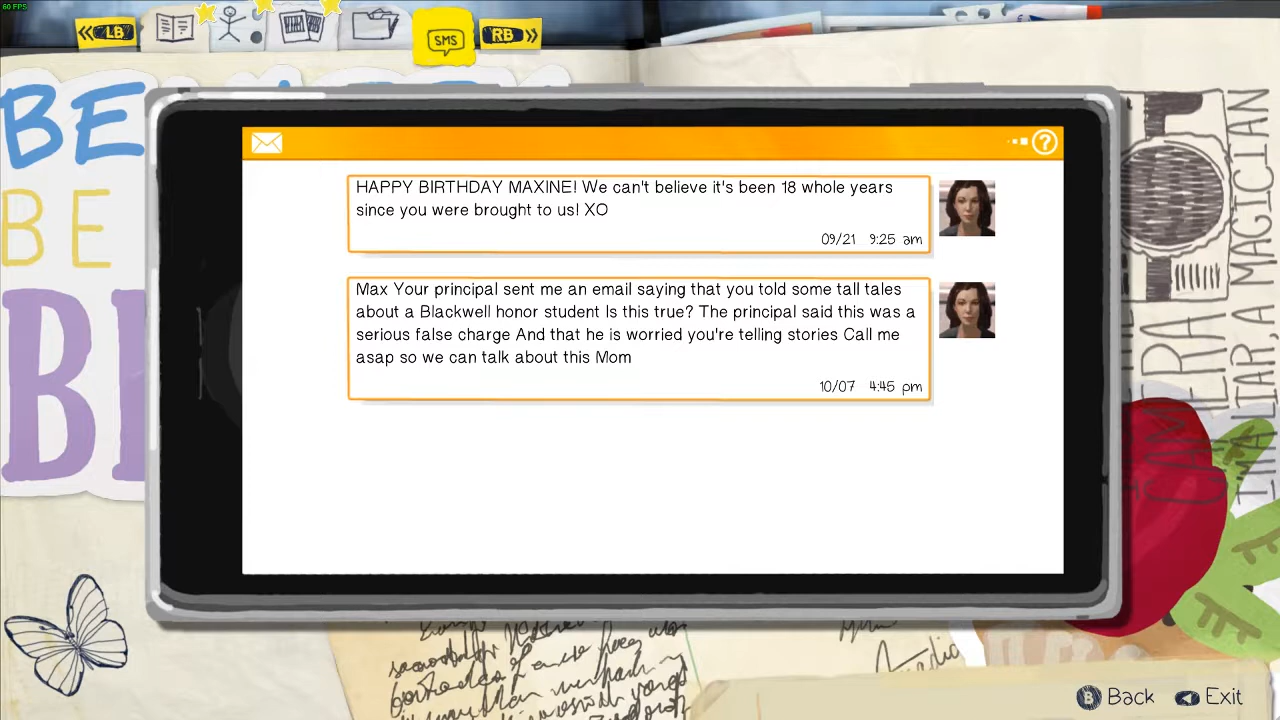 60 FPS
LB
SMS
RB
BE
BE
B
HAPPY BIRTHDAY MAXINE! We can't believe it's been 18 whole years
since you were brought to us! XO
09/21 9:25 am
Max Your principal sent me an email saying that you told some tall tales
about a Blackwell honor student Is this true? The principal said this was a
serious false charge And that he is worried you're telling stories Call me
asap so we can talk about this Mom
10/07 4:45 pm
?
CAMERA
I'M A LIAR, A MAGICIAN
B Back
Exit